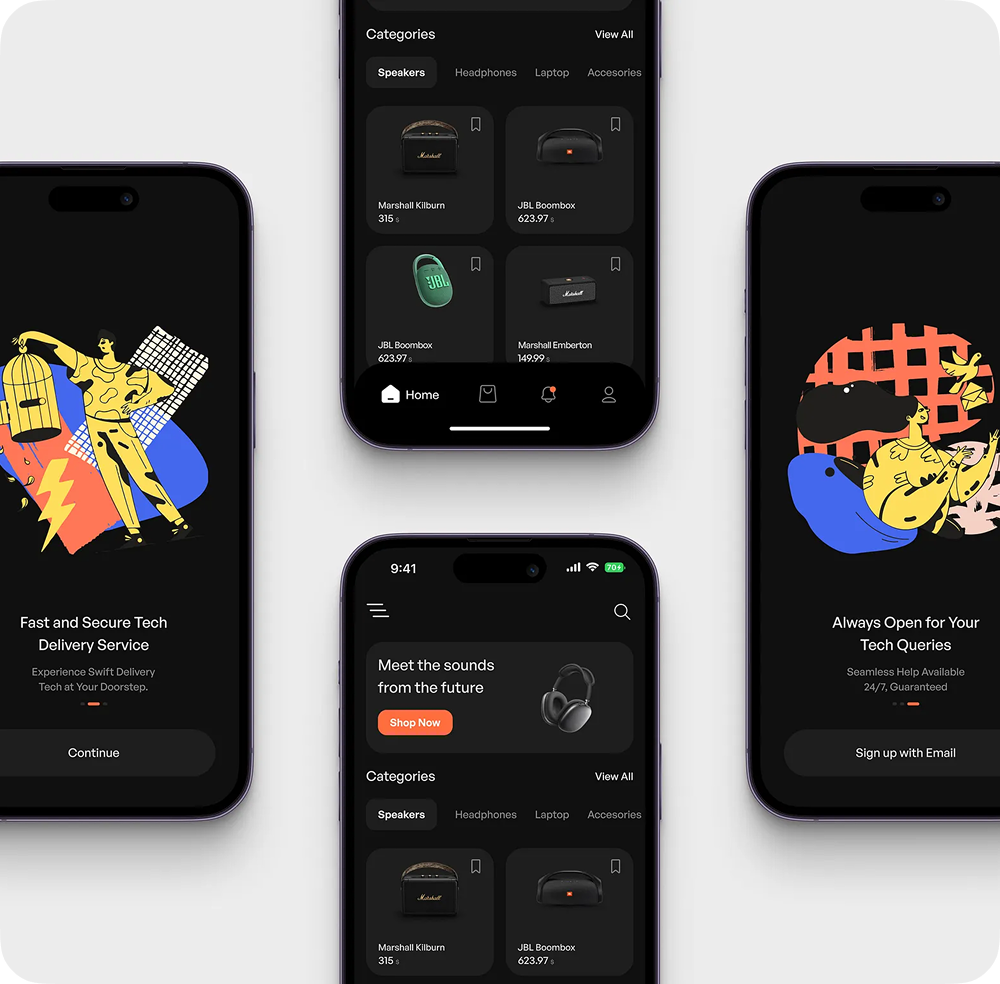 Categories
View All
Speakers
Headphones
Laptop
Accesories
Marshall
Marshall Kilburn
315 $
JBL Boombox
623.97 $
JBL
JBL Boombox
623.97 $
Marshall
Marshall Emberton
149.99 $
Home
Fast and Secure Tech
Delivery Service
Experience Swift Delivery
Tech at Your Doorstep.
Continue
Always Open for Your
Tech Queries
Seamless Help Available
24/7, Guaranteed
Sign up with Email
9:41
70
Meet the sounds
from the future
Shop Now
Categories
View All
Speakers
Headphones
Laptop
Accesories
Marshall
Marshall Kilburn
315 $
JBL Boombox
623.97 $